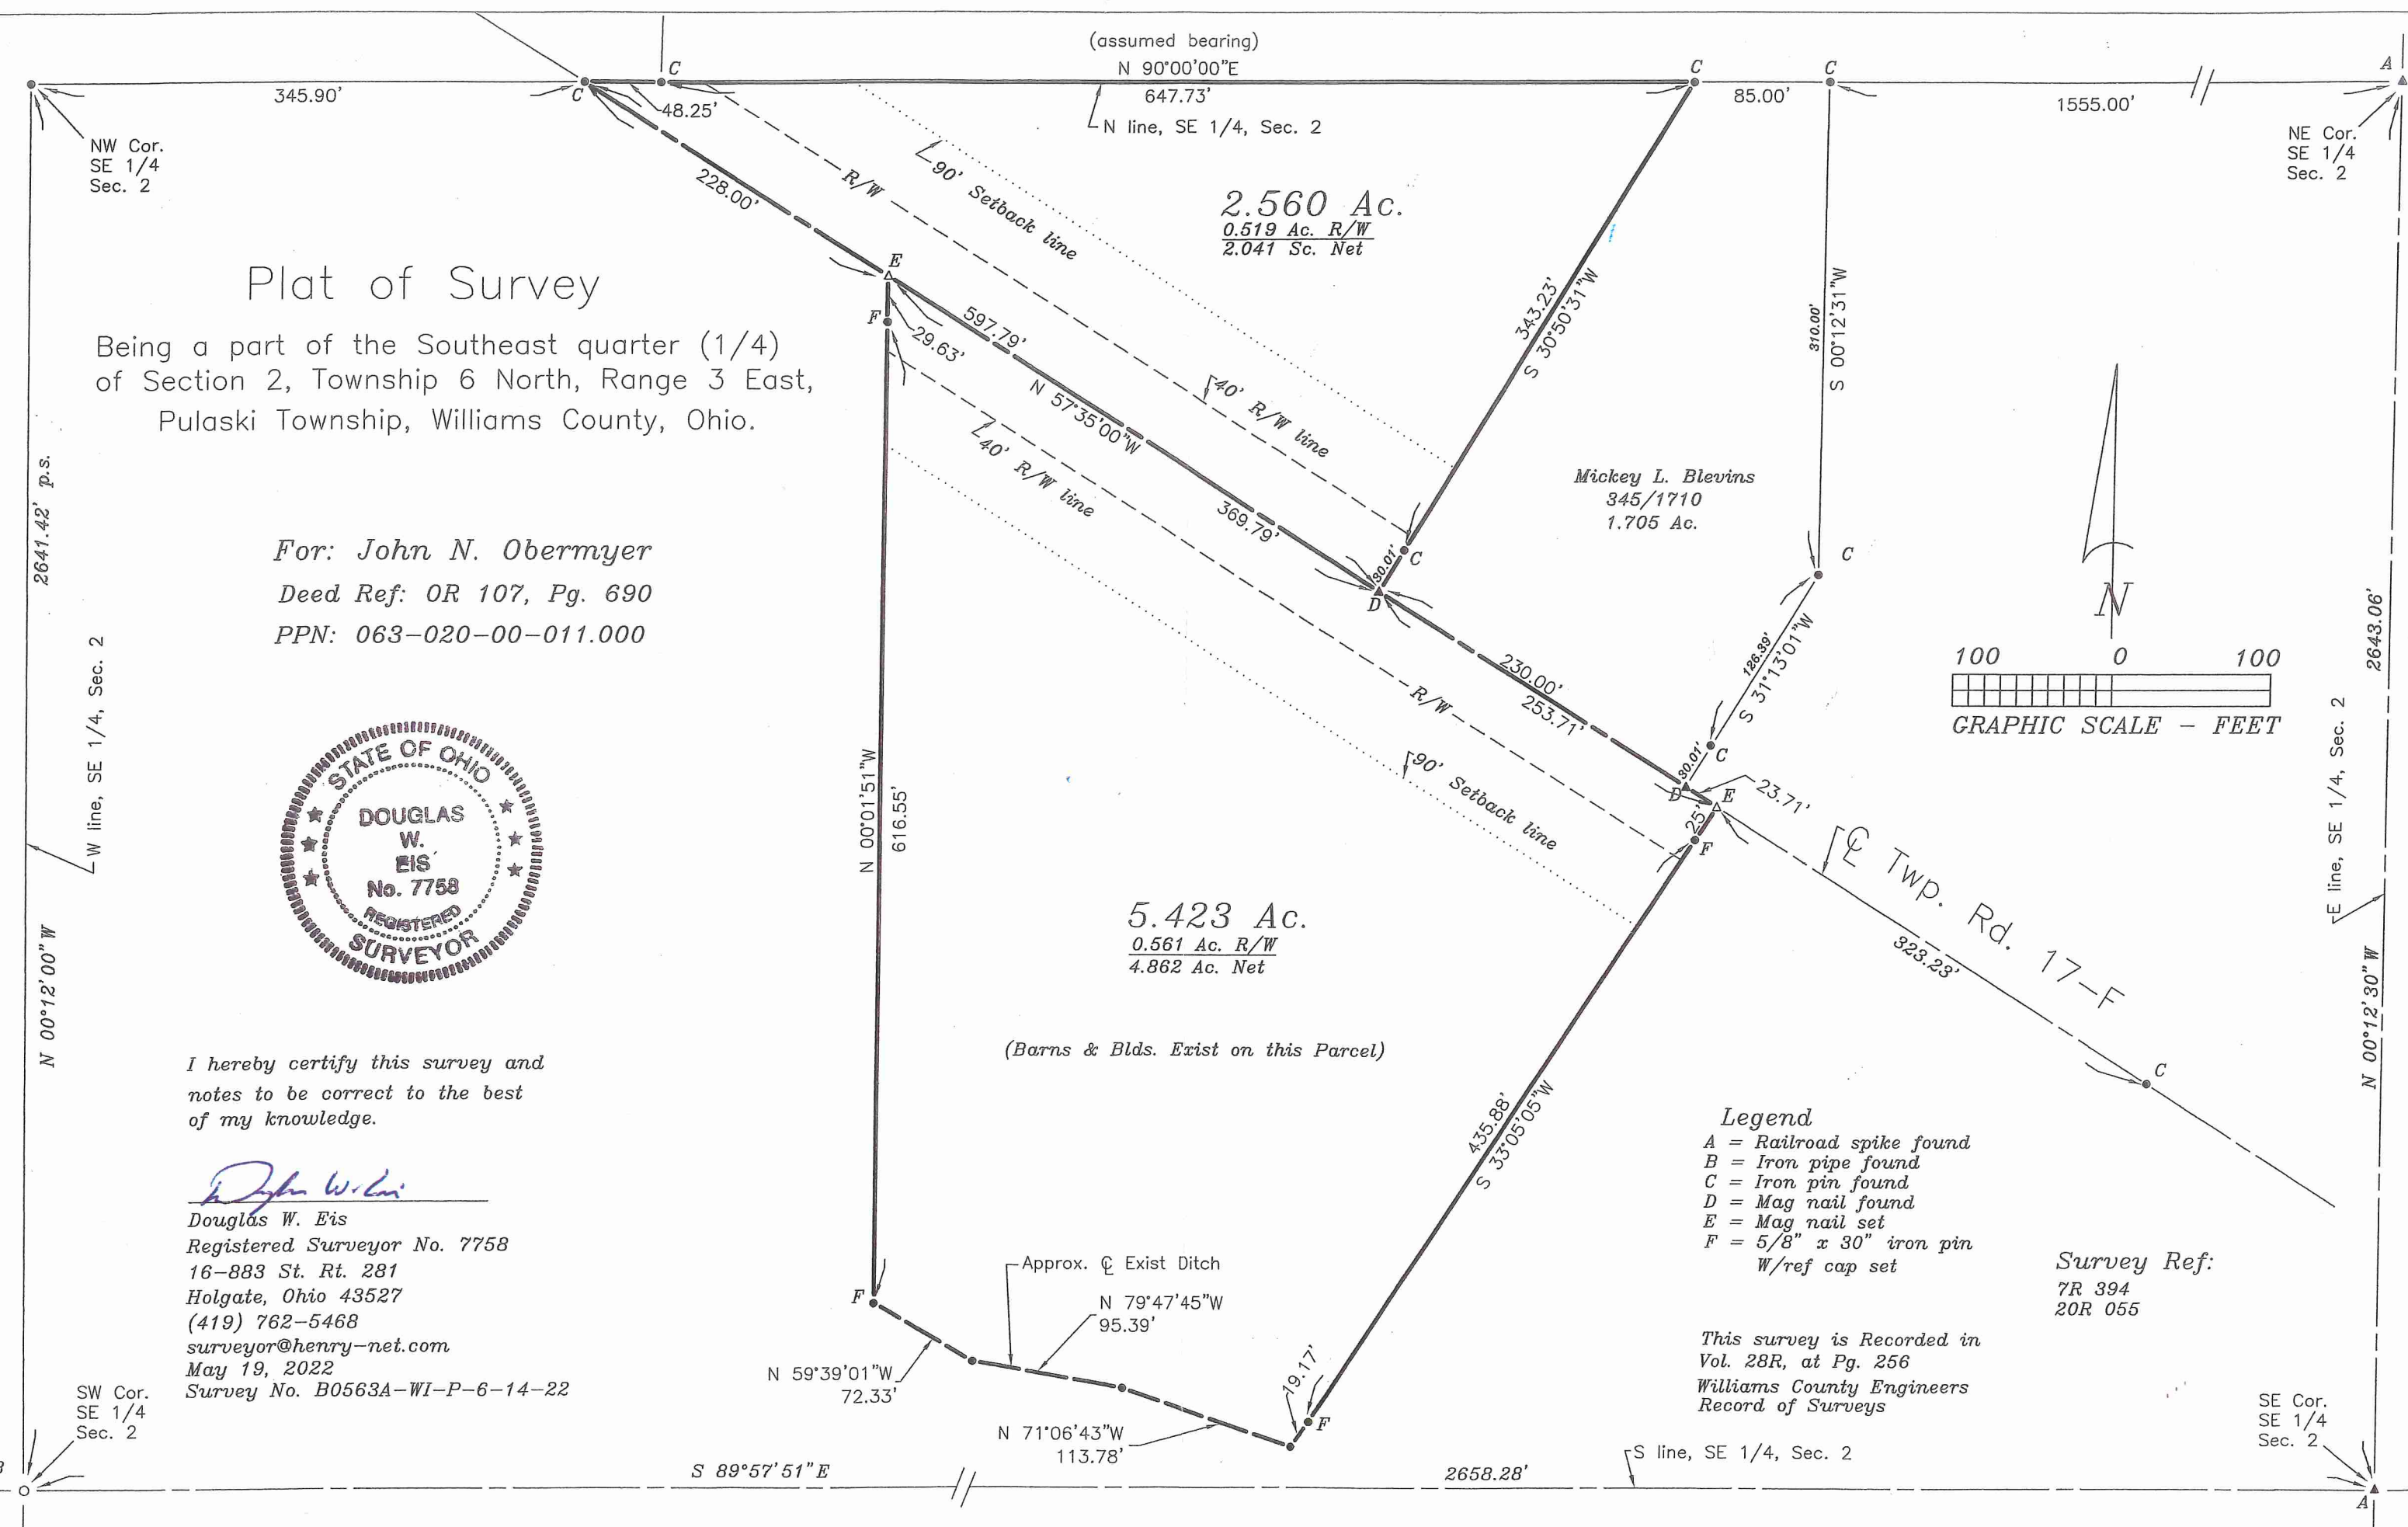 (assumed bearing)
N 90°00'00"E
345.90'
48.25'
647.73'
85.00'
1555.00'
C
C
C
C
A
N line, SE 1/4, Sec. 2
NW Cor.
SE 1/4
Sec. 2
NE Cor.
SE 1/4
Sec. 2
228.00'
R/W
90' Setback line
2.560 Ac.
0.519 Ac. R/W
2.041 Sc. Net
343.23'
S 30°50'31"W
310.00'
S 00°12'31"W
Plat of Survey
Being a part of the Southeast quarter (1/4)
of Section 2, Township 6 North, Range 3 East,
Pulaski Township, Williams County, Ohio.
E
F
29.63'
597.79'
N 57°35'00"W
369.79'
40' R/W line
40' R/W line
Mickey L. Blevins
345/1710
1.705 Ac.
30.01'
C
D
C
2641.42' p.s.
W line, SE 1/4, Sec. 2
N 00°12'00"W
For: John N. Obermyer
Deed Ref: OR 107, Pg. 690
PPN: 063-020-00-011.000
N
100 0 100
GRAPHIC SCALE - FEET
2643.06'
E line, SE 1/4, Sec. 2
N 00°12'30"W
230.00'
253.71'
R/W
90' Setback line
126.39'
S 31°13'01"W
30.01'
C
D
E
23.71'
25'
F
℄ Twp. Rd. 17-F
323.23'
C
STATE OF OHIO
DOUGLAS
W.
EIS
No. 7758
REGISTERED
SURVEYOR
N 00°01'51"W
616.55'
5.423 Ac.
0.561 Ac. R/W
4.862 Ac. Net
(Barns & Blds. Exist on this Parcel)
435.88'
S 33°05'05"W
I hereby certify this survey and
notes to be correct to the best
of my knowledge.
Douglas W. Eis
Registered Surveyor No. 7758
16-883 St. Rt. 281
Holgate, Ohio 43527
(419) 762-5468
surveyor@henry-net.com
May 19, 2022
Survey No. B0563A-WI-P-6-14-22
Legend
A = Railroad spike found
B = Iron pipe found
C = Iron pin found
D = Mag nail found
E = Mag nail set
F = 5/8" x 30" iron pin
W/ref cap set
Survey Ref:
7R 394
20R 055
This survey is Recorded in
Vol. 28R, at Pg. 256
Williams County Engineers
Record of Surveys
F
Approx. ℄ Exist Ditch
N 79°47'45"W
95.39'
N 59°39'01"W
72.33'
N 71°06'43"W
113.78'
19.17'
F
SW Cor.
SE 1/4
Sec. 2
SE Cor.
SE 1/4
Sec. 2
S 89°57'51"E
2658.28'
S line, SE 1/4, Sec. 2
A